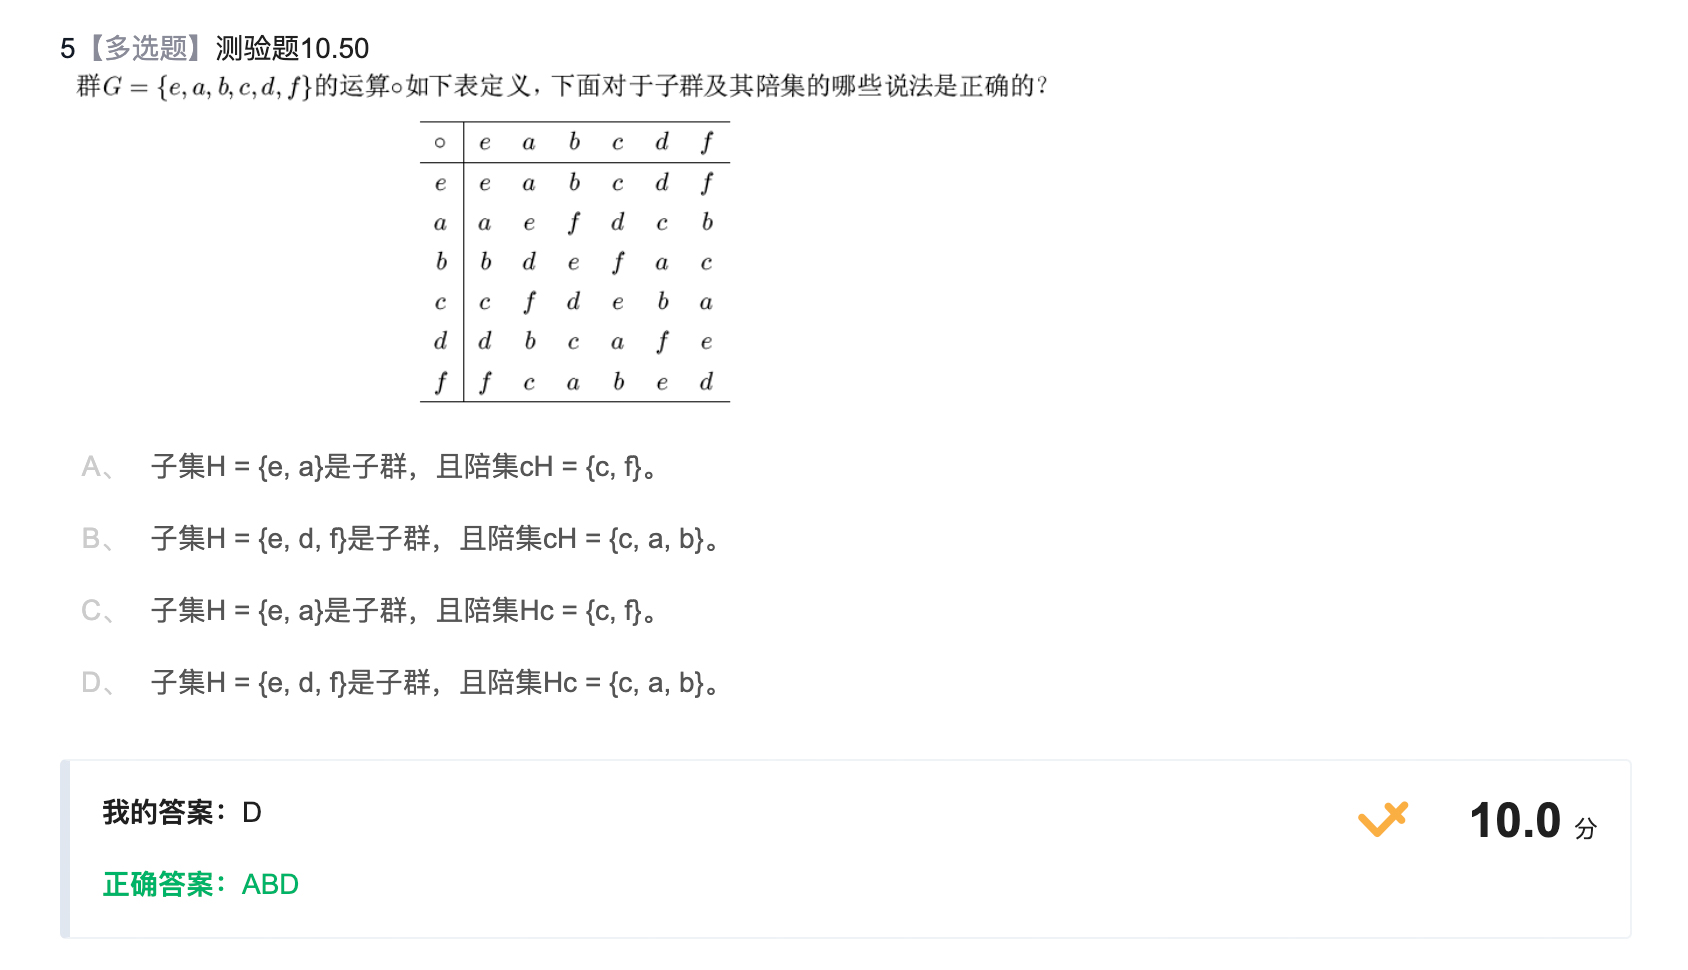 5【多选题】测验题10.50
群G = {e, a, b, c, d, f}的运算∘如下表定义，下面对于子群及其陪集的哪些说法是正确的？
∘ e a b c d f
e e a b c d f
a a e f d c b
b b d e f a c
c c f d e b a
d d b c a f e
f f c a b e d
A、 子集H = {e, a}是子群，且陪集cH = {c, f}。
B、 子集H = {e, d, f}是子群，且陪集cH = {c, a, b}。
C、 子集H = {e, a}是子群，且陪集Hc = {c, f}。
D、 子集H = {e, d, f}是子群，且陪集Hc = {c, a, b}。
我的答案：D
10.0 分
正确答案：ABD